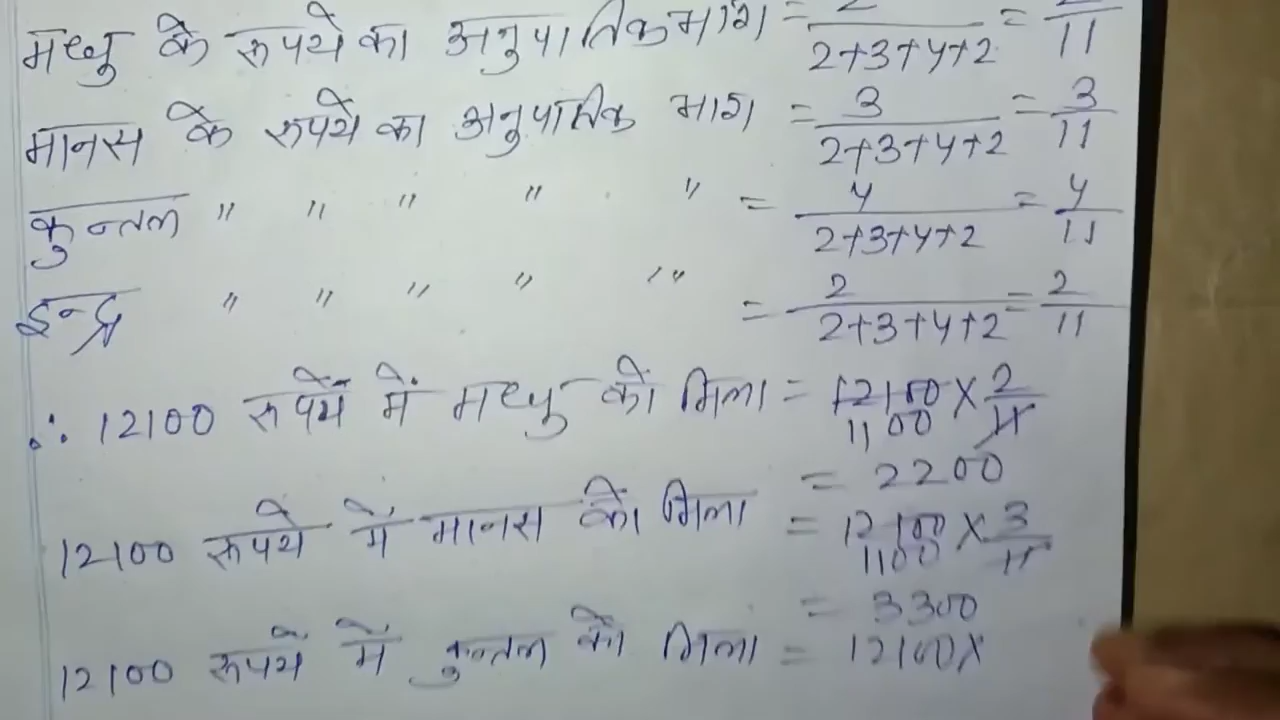 मध्यु के रूपये का अनुपातिक भाग = 2/2+3+4+2 = 2/11
मानस के रूपये का अनुपातिक भाग = 3/2+3+4+2 = 3/11
कुन्तल " " " " " = 4/2+3+4+2 = 4/11
इन्द्र " " " " " = 2/2+3+4+2 = 2/11
∴ 12100 रूपये में मध्यु को मिला = 12100 × 2/11
1100
= 2200
12100 रूपये में मानस को मिला = 12100 × 3/11
1100
= 3300
12100 रूपये में कुन्तल को मिला = 12100×